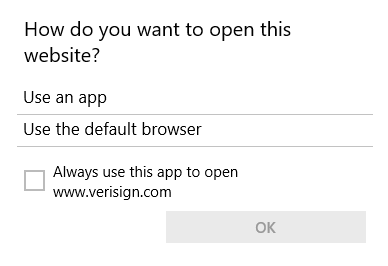 How do you want to open this
website?
Use an app
Use the default browser
Always use this app to open
www.verisign.com
OK